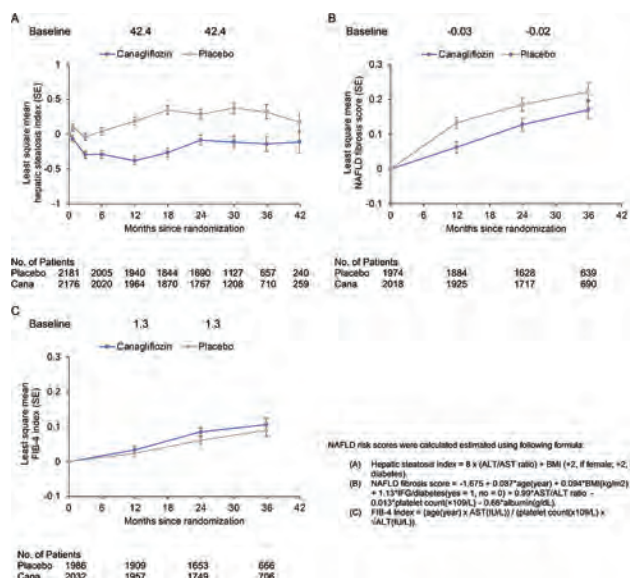 A
Baseline 42.4 42.4
Canagliflozin Placebo
Least square mean
hepatic steatosis index (SE)
1
0.5
0
-0.5
-1
0 6 12 18 24 30 36 42
Months since randomization
No. of Patients
Placebo 2181 2005 1940 1844 1690 1127 657 240
Cana 2176 2020 1964 1870 1757 1208 710 259
B
Baseline -0.03 -0.02
Canagliflozin Placebo
Least square mean
NAFLD fibrosis score (SE)
0.3
0.2
0.1
0
-0.1
0 6 12 18 24 30 36 42
Months since randomization
No. of Patients
Placebo 1974 1884 1628 639
Cana 2018 1925 1717 690
C
Baseline 1.3 1.3
Canagliflozin Placebo
Least square mean
FIB-4 index (SE)
0.3
0.2
0.1
0
-0.1
0 6 12 18 24 30 36 42
Months since randomization
No. of Patients
Placebo 1986 1909 1653 666
Cana 2032 1957 1749 706
NAFLD risk scores were calculated estimated using following formula:
(A) Hepatic steatosis index = 8 x (ALT/AST ratio) + BMI (+2, if female; +2,
diabetes).
(B) NAFLD fibrosis score = -1.675 + 0.037*age(year) + 0.094*BMI(kg/m2)
+ 1.13*IFG/diabetes(yes = 1, no = 0) + 0.99*AST/ALT ratio -
0.013*platelet count(×109/L) - 0.66*albumin(g/dL).
(C) FIB-4 Index = (age(year) x AST(IU/L)) / (platelet count(x109/L) x
√ALT(IU/L)).